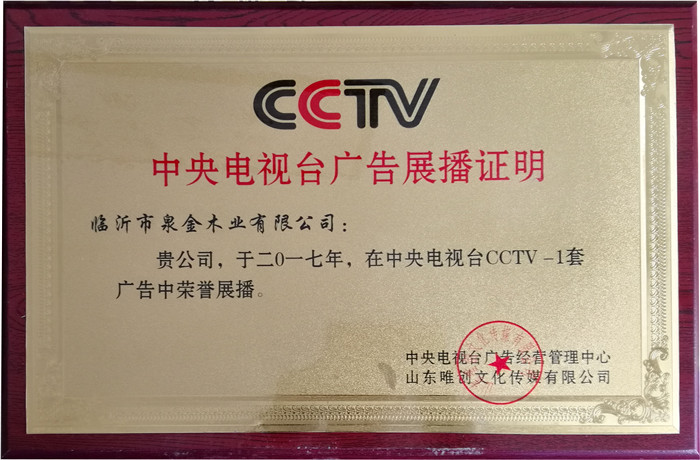 CCTV
中央电视台广告展播证明
临沂市泉金木业有限公司：
贵公司，于二0一七年，在中央电视台CCTV -1套
广告中荣誉展播。
中央电视台广告经营管理中心
山东唯创文化传媒有限公司